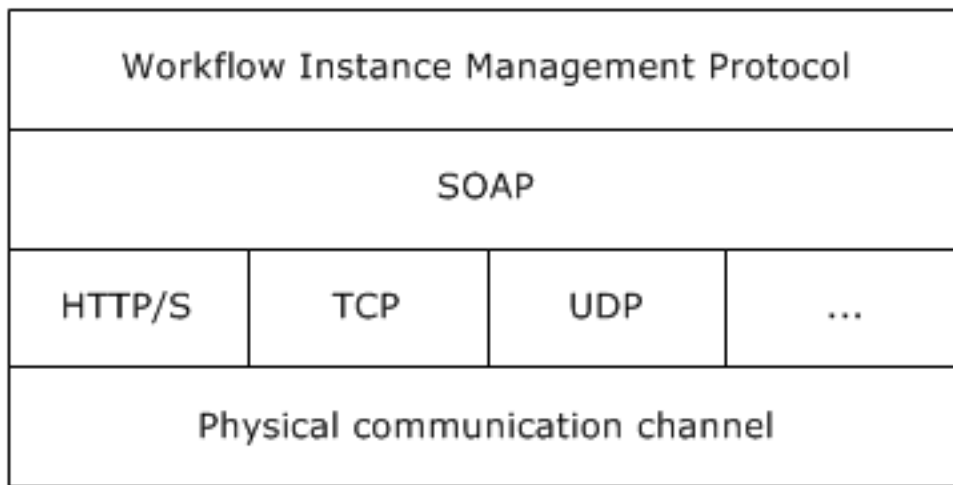 Workflow Instance Management Protocol
SOAP
HTTP/S TCP UDP ...
Physical communication channel